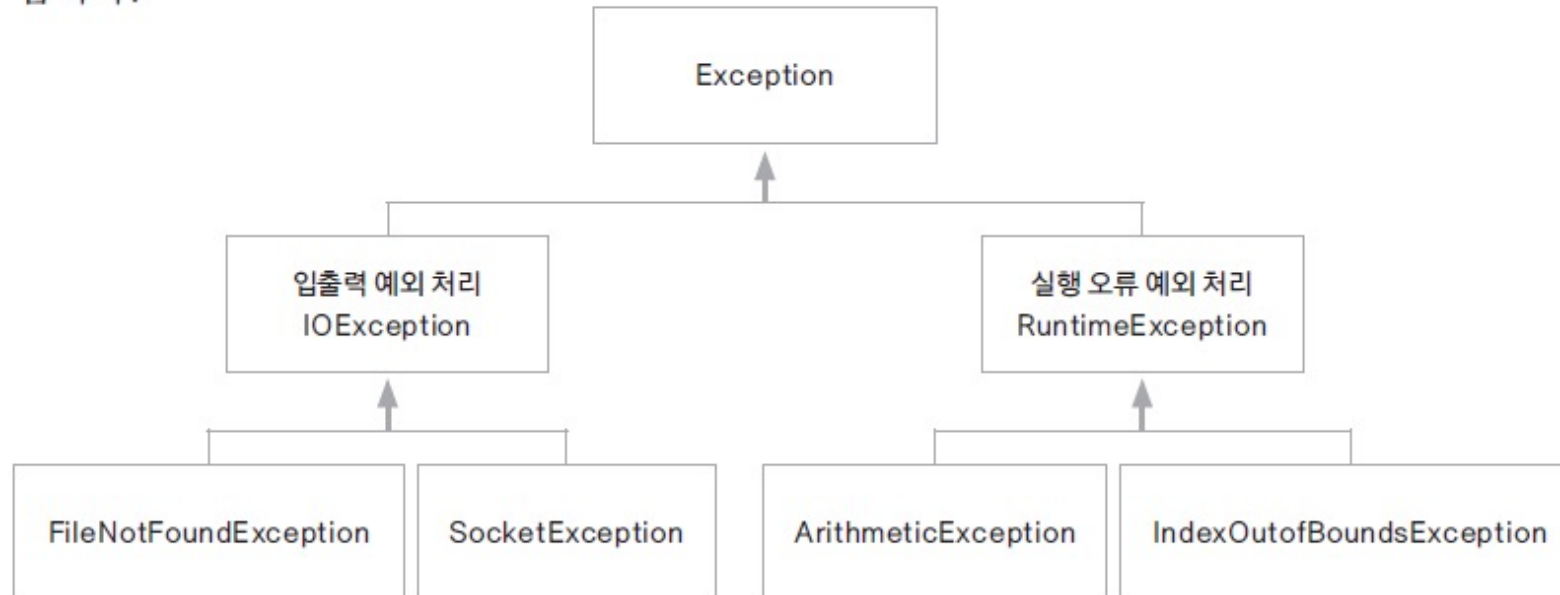 Exception
입출력 예외 처리
IOException
실행 오류 예외 처리
RuntimeException
FileNotFoundException
SocketException
ArithmeticException
IndexOutofBoundsException